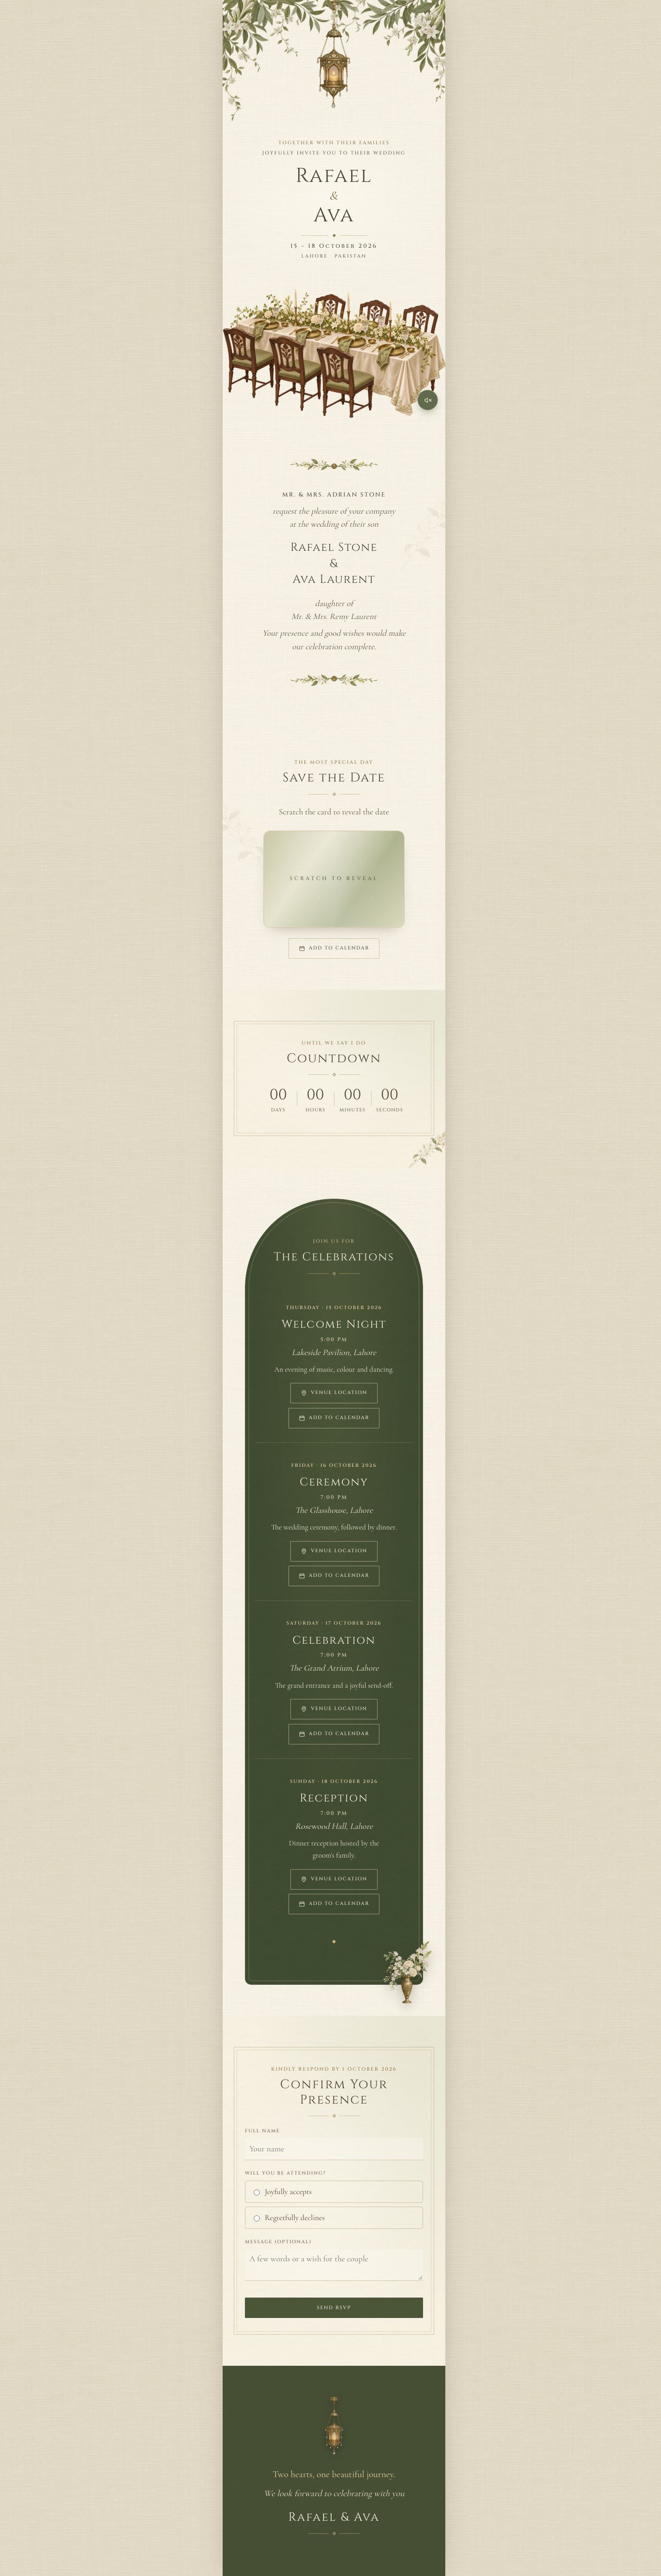 TOGETHER WITH THEIR FAMILIES
JOYFULLY INVITE YOU TO THEIR WEDDING
RAFAEL
&
AVA
15 – 18 OCTOBER 2026
LAHORE · PAKISTAN
MR. & MRS. ADRIAN STONE
request the pleasure of your company
at the wedding of their son
RAFAEL STONE
&
AVA LAURENT
daughter of
Mr. & Mrs. Remy Laurent
Your presence and good wishes would make
our celebration complete.
THE MOST SPECIAL DAY
SAVE THE DATE
Scratch the card to reveal the date
SCRATCH TO REVEAL
ADD TO CALENDAR
UNTIL WE SAY I DO
COUNTDOWN
00 00 00 00
DAYS HOURS MINUTES SECONDS
JOIN US FOR
THE CELEBRATIONS
THURSDAY · 15 OCTOBER 2026
WELCOME NIGHT
5:00 PM
Lakeside Pavilion, Lahore
An evening of music, colour and dancing.
VENUE LOCATION
ADD TO CALENDAR
FRIDAY · 16 OCTOBER 2026
CEREMONY
7:00 PM
The Glasshouse, Lahore
The wedding ceremony, followed by dinner.
VENUE LOCATION
ADD TO CALENDAR
SATURDAY · 17 OCTOBER 2026
CELEBRATION
7:00 PM
The Grand Atrium, Lahore
The grand entrance and a joyful send-off.
VENUE LOCATION
ADD TO CALENDAR
SUNDAY · 18 OCTOBER 2026
RECEPTION
7:00 PM
Rosewood Hall, Lahore
Dinner reception hosted by the
groom's family.
VENUE LOCATION
ADD TO CALENDAR
KINDLY RESPOND BY 1 OCTOBER 2026
CONFIRM YOUR
PRESENCE
FULL NAME
Your name
WILL YOU BE ATTENDING?
Joyfully accepts
Regretfully declines
MESSAGE (OPTIONAL)
A few words or a wish for the couple
SEND RSVP
Two hearts, one beautiful journey.
We look forward to celebrating with you
RAFAEL & AVA